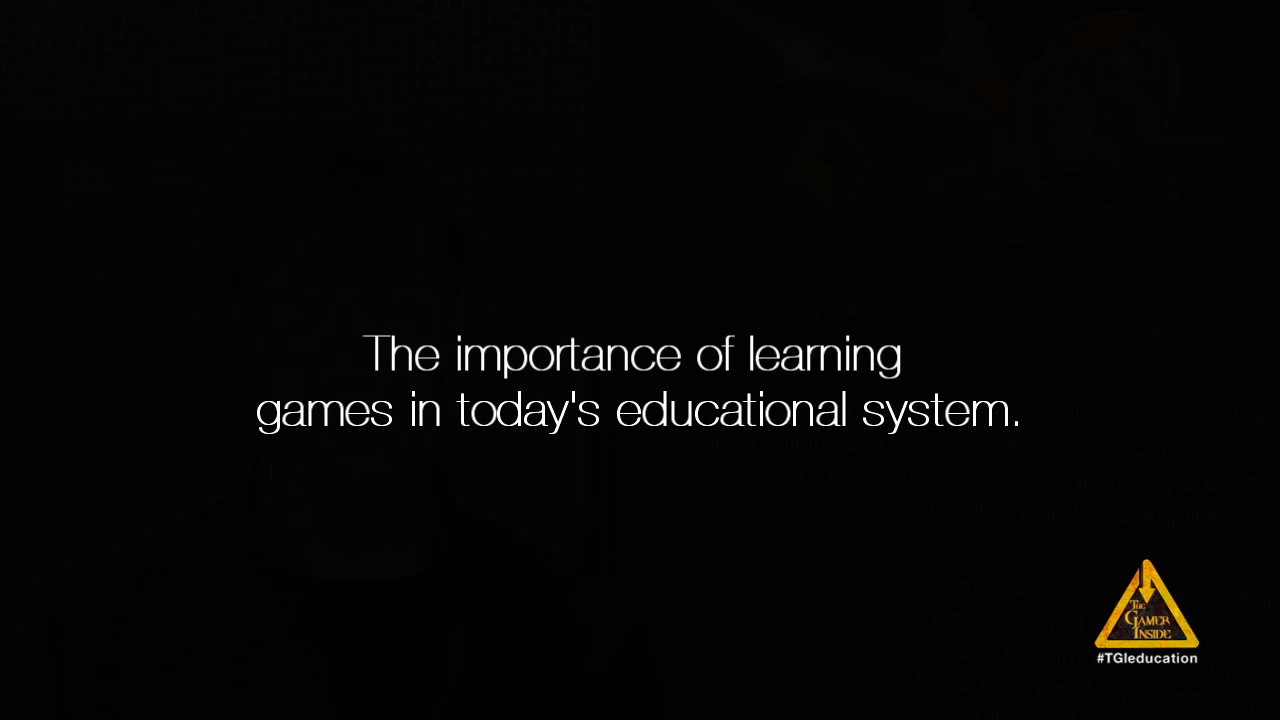 The importance of learning
games in today's educational system.
THE
GAMER
INSIDE
#TGIeducation